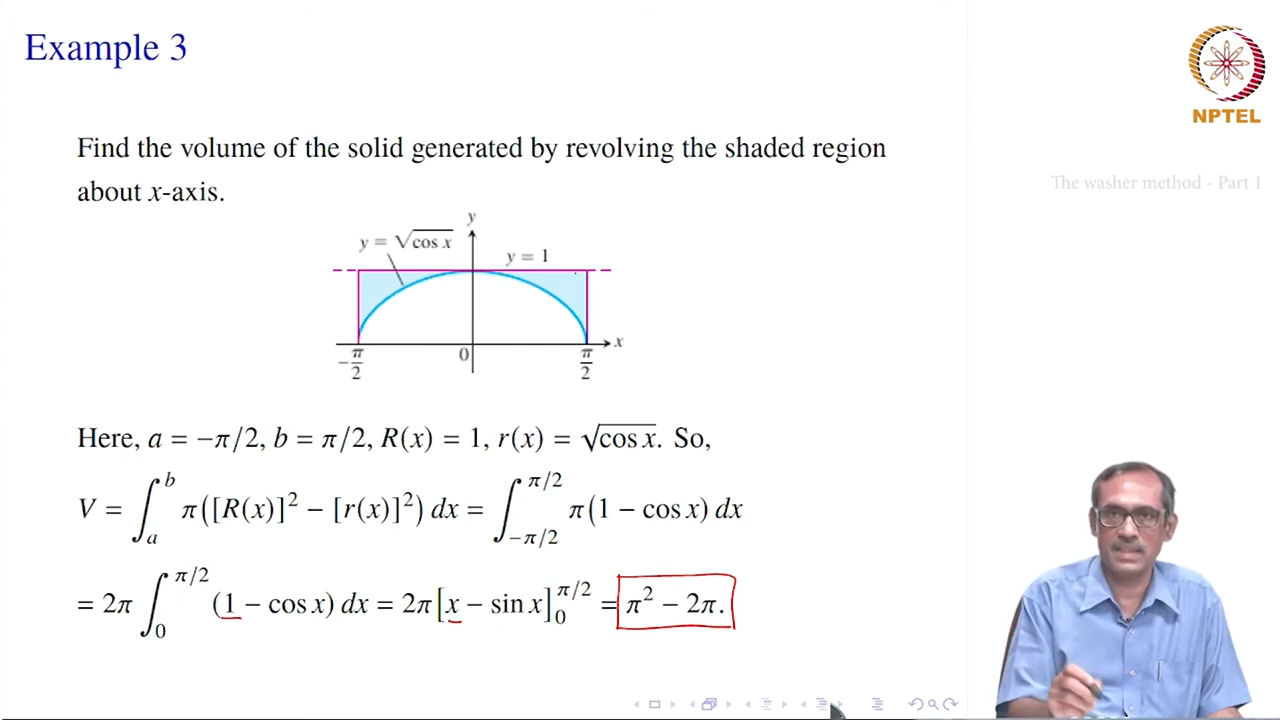 Example 3
NPTEL
Find the volume of the solid generated by revolving the shaded region
about x-axis.
The washer method - Part 1
y
y = √cos x
y = 1
x
0
−π/2
π/2
Here, a = −π/2, b = π/2, R(x) = 1, r(x) = √cos x. So,
V = ∫_a^b π([R(x)]² − [r(x)]²) dx = ∫_{−π/2}^{π/2} π(1 − cos x) dx
= 2π ∫_0^{π/2} (1 − cos x) dx = 2π[x − sin x]_0^{π/2} = π² − 2π.